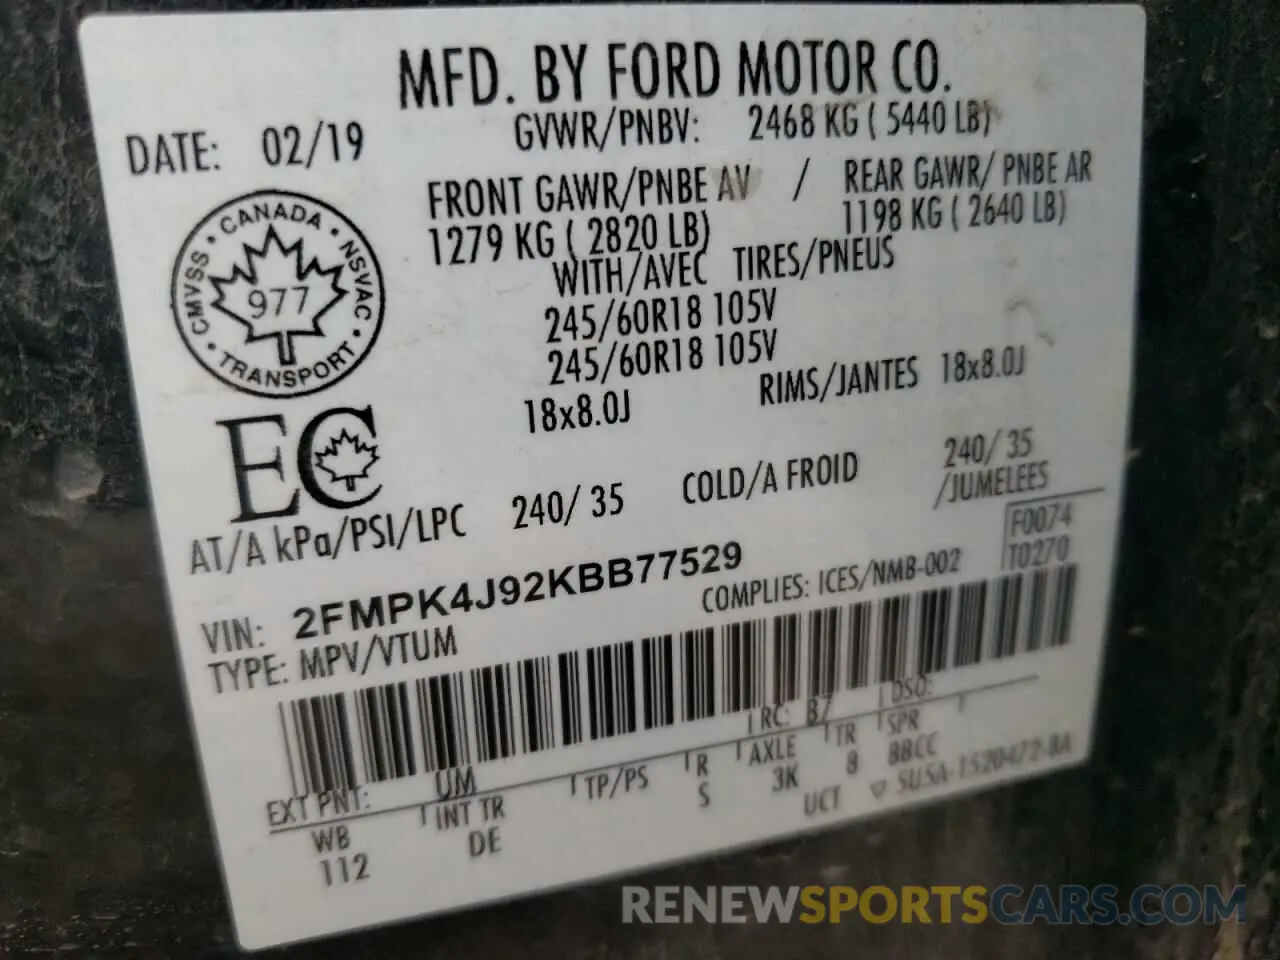 MFD. BY FORD MOTOR CO.
DATE: 02/19
GVWR/PNBV: 2468 KG ( 5440 LB)
FRONT GAWR/PNBE AV / REAR GAWR/ PNBE AR
1279 KG ( 2820 LB) 1198 KG ( 2640 LB)
WITH/AVEC TIRES/PNEUS
245/60R18 105V
245/60R18 105V
18x8.0J RIMS/JANTES 18x8.0J
CANADA • NSVAC • TRANSPORT • CMVSS •
977
EC
AT/A kPa/PSI/LPC 240/ 35 COLD/A FROID 240/ 35
/JUMELEES
F0074
T0270
VIN: 2FMPK4J92KBB77529
COMPLIES: ICES/NMB-002
TYPE: MPV/VTUM
EXT PNT: UM RC: B7 DSO:
WB INT TR TP/PS R AXLE TR SPR
112 DE S 3K 8 BBCC
UCT
RENEWSPORTSCARS.COM